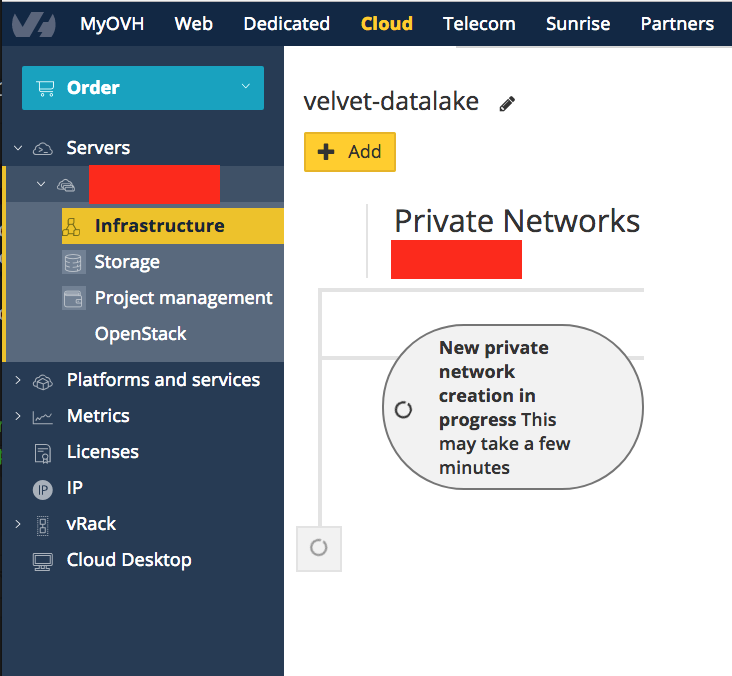 MyOVH Web Dedicated Cloud Telecom Sunrise Partners
Order
Servers
Infrastructure
Storage
Project management
OpenStack
Platforms and services
Metrics
Licenses
IP IP
vRack
Cloud Desktop
velvet-datalake
Add
Private Networks
New private
network
creation in
progress This
may take a few
minutes